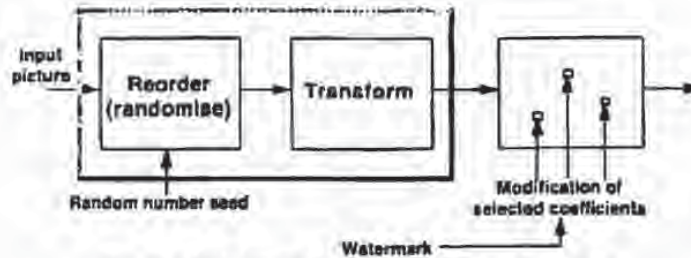 Input
picture
Reorder
(randomise)
Transform
Random number seed
Modification of
selected coefficients
Watermark